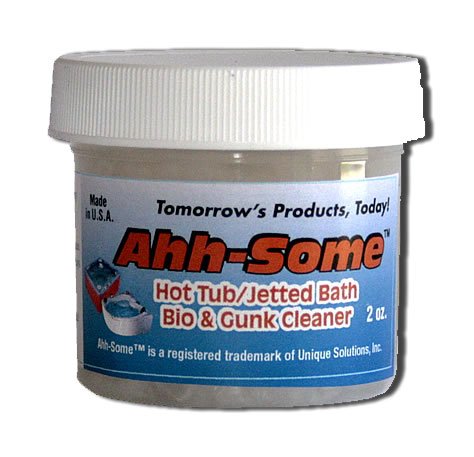 Made
in U.S.A.
Tomorrow's Products, Today!
Ahh-Some™
Hot Tub/Jetted Bath
Bio & Gunk Cleaner 2 oz.
Ahh-Some™ is a registered trademark of Unique Solutions, Inc.